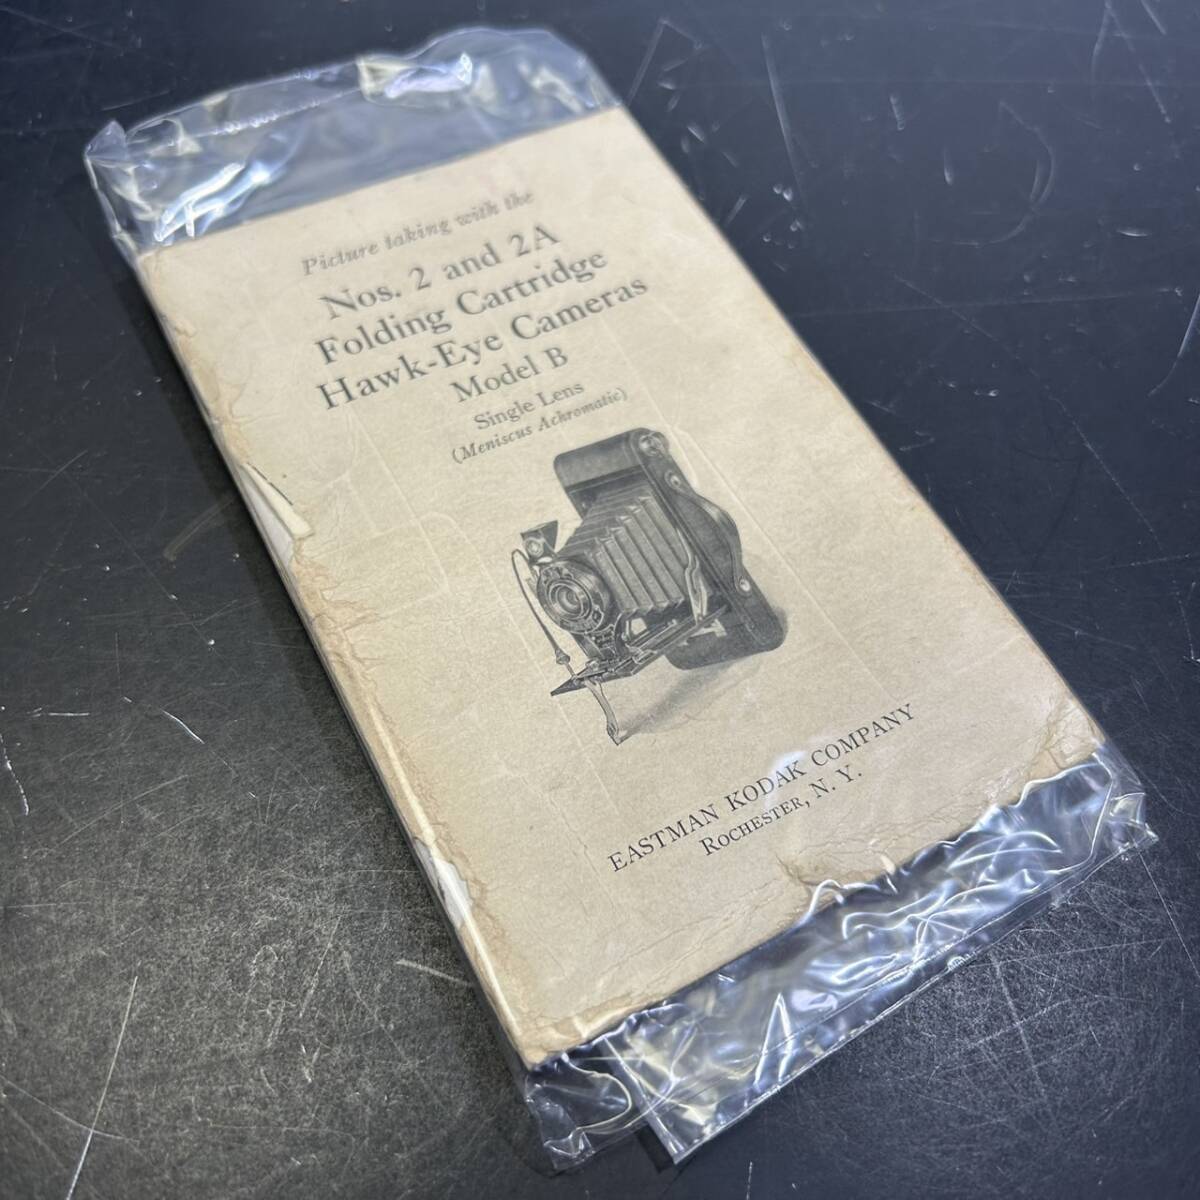 Picture taking with the
Nos. 2 and 2A
Folding Cartridge
Hawk-Eye Cameras
Model B
Single Lens
(Meniscus Achromatic)
EASTMAN KODAK COMPANY
ROCHESTER, N. Y.